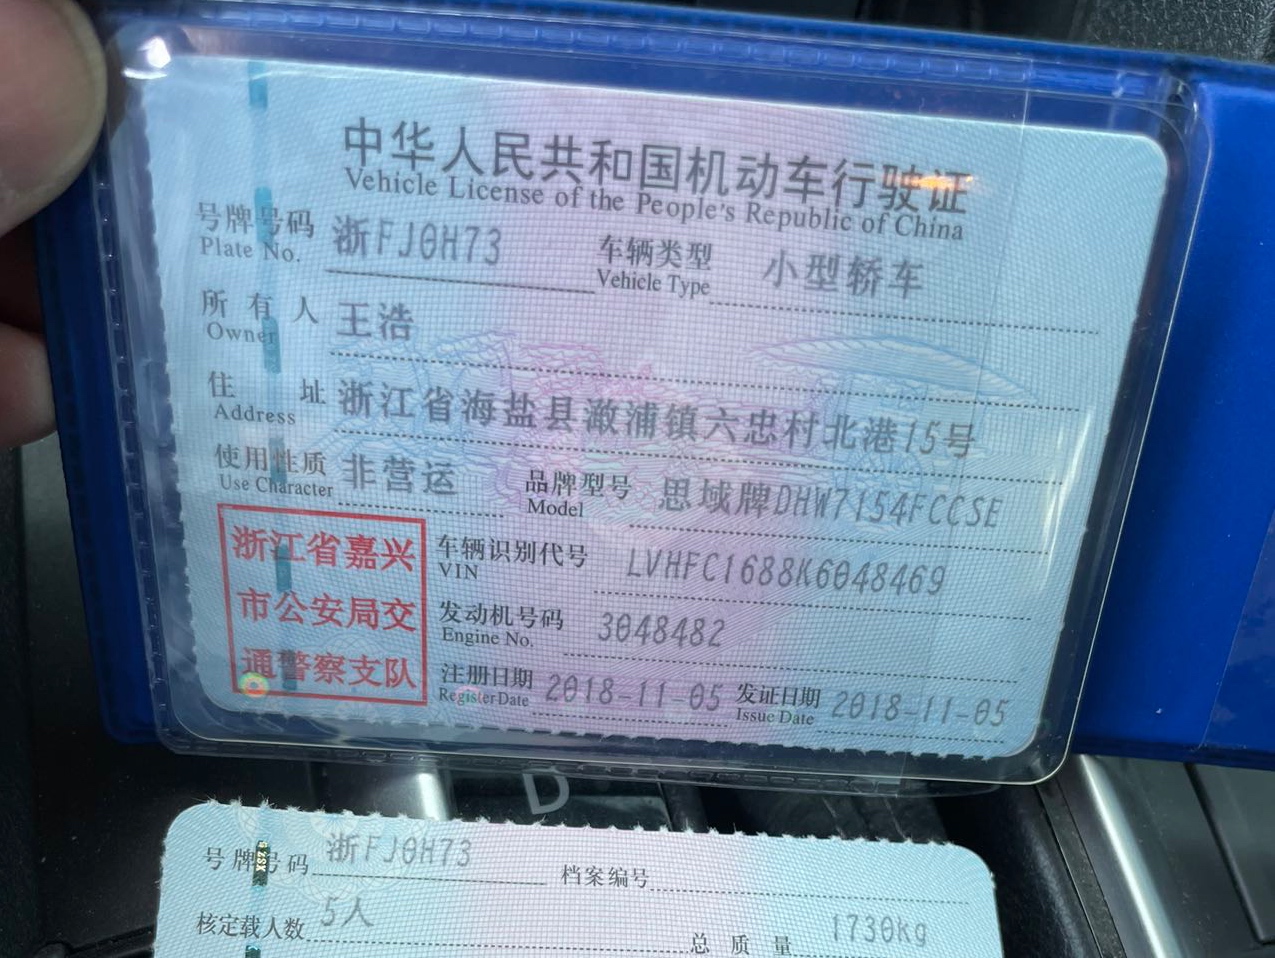 中华人民共和国机动车行驶证
Vehicle License of the People's Republic of China
号牌号码 浙FJ0H73 车辆类型 小型轿车
Plate No. Vehicle Type
所有人 王浩
Owner
住址 浙江省海盐县澉浦镇六忠村北港15号
Address
使用性质 非营运 品牌型号 思域牌DHW7154FCCSE
Use Character Model
浙江省嘉兴
市公安局交
通警察支队
车辆识别代号 LVHFC1688K6048469
VIN
发动机号码 3048482
Engine No.
注册日期 2018-11-05 发证日期 2018-11-05
Register Date Issue Date
D
号牌号码 浙FJ0H73 档案编号
核定载人数 5人 总质量 1730kg